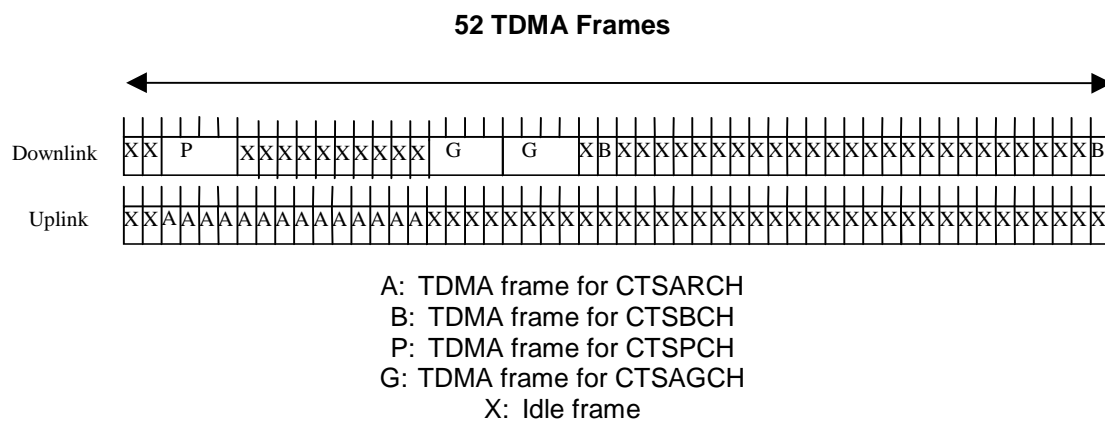 52 TDMA Frames
Downlink X X P X X X X X X X X X X G G X B X X X X X X X X X X X X X X X X X X X X X X X X X B
Uplink X X A A A A A A A A A A A A A A X X X X X X X X X X X X X X X X X X X X X X X X X X X X X X X X X X X X
A: TDMA frame for CTSARCH
B: TDMA frame for CTSBCH
P: TDMA frame for CTSPCH
G: TDMA frame for CTSAGCH
X: Idle frame